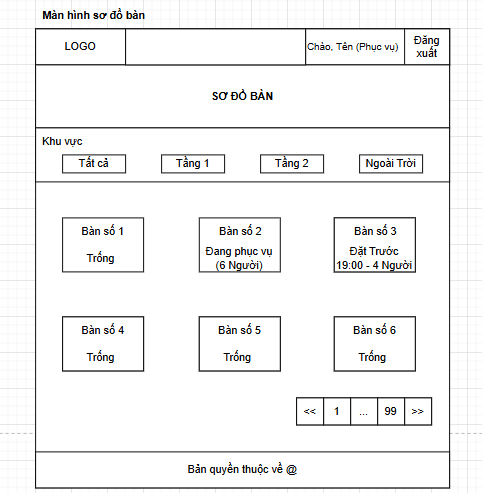 Màn hình sơ đồ bàn
LOGO
Chào, Tên (Phục vụ)
Đăng
xuất
SƠ ĐỒ BÀN
Khu vực
Tất cả
Tầng 1
Tầng 2
Ngoài Trời
Bàn số 1
Trống
Bàn số 2
Đang phục vụ
(6 Người)
Bàn số 3
Đặt Trước
19:00 - 4 Người
Bàn số 4
Trống
Bàn số 5
Trống
Bàn số 6
Trống
<< 1 ... 99 >>
Bản quyền thuộc về @